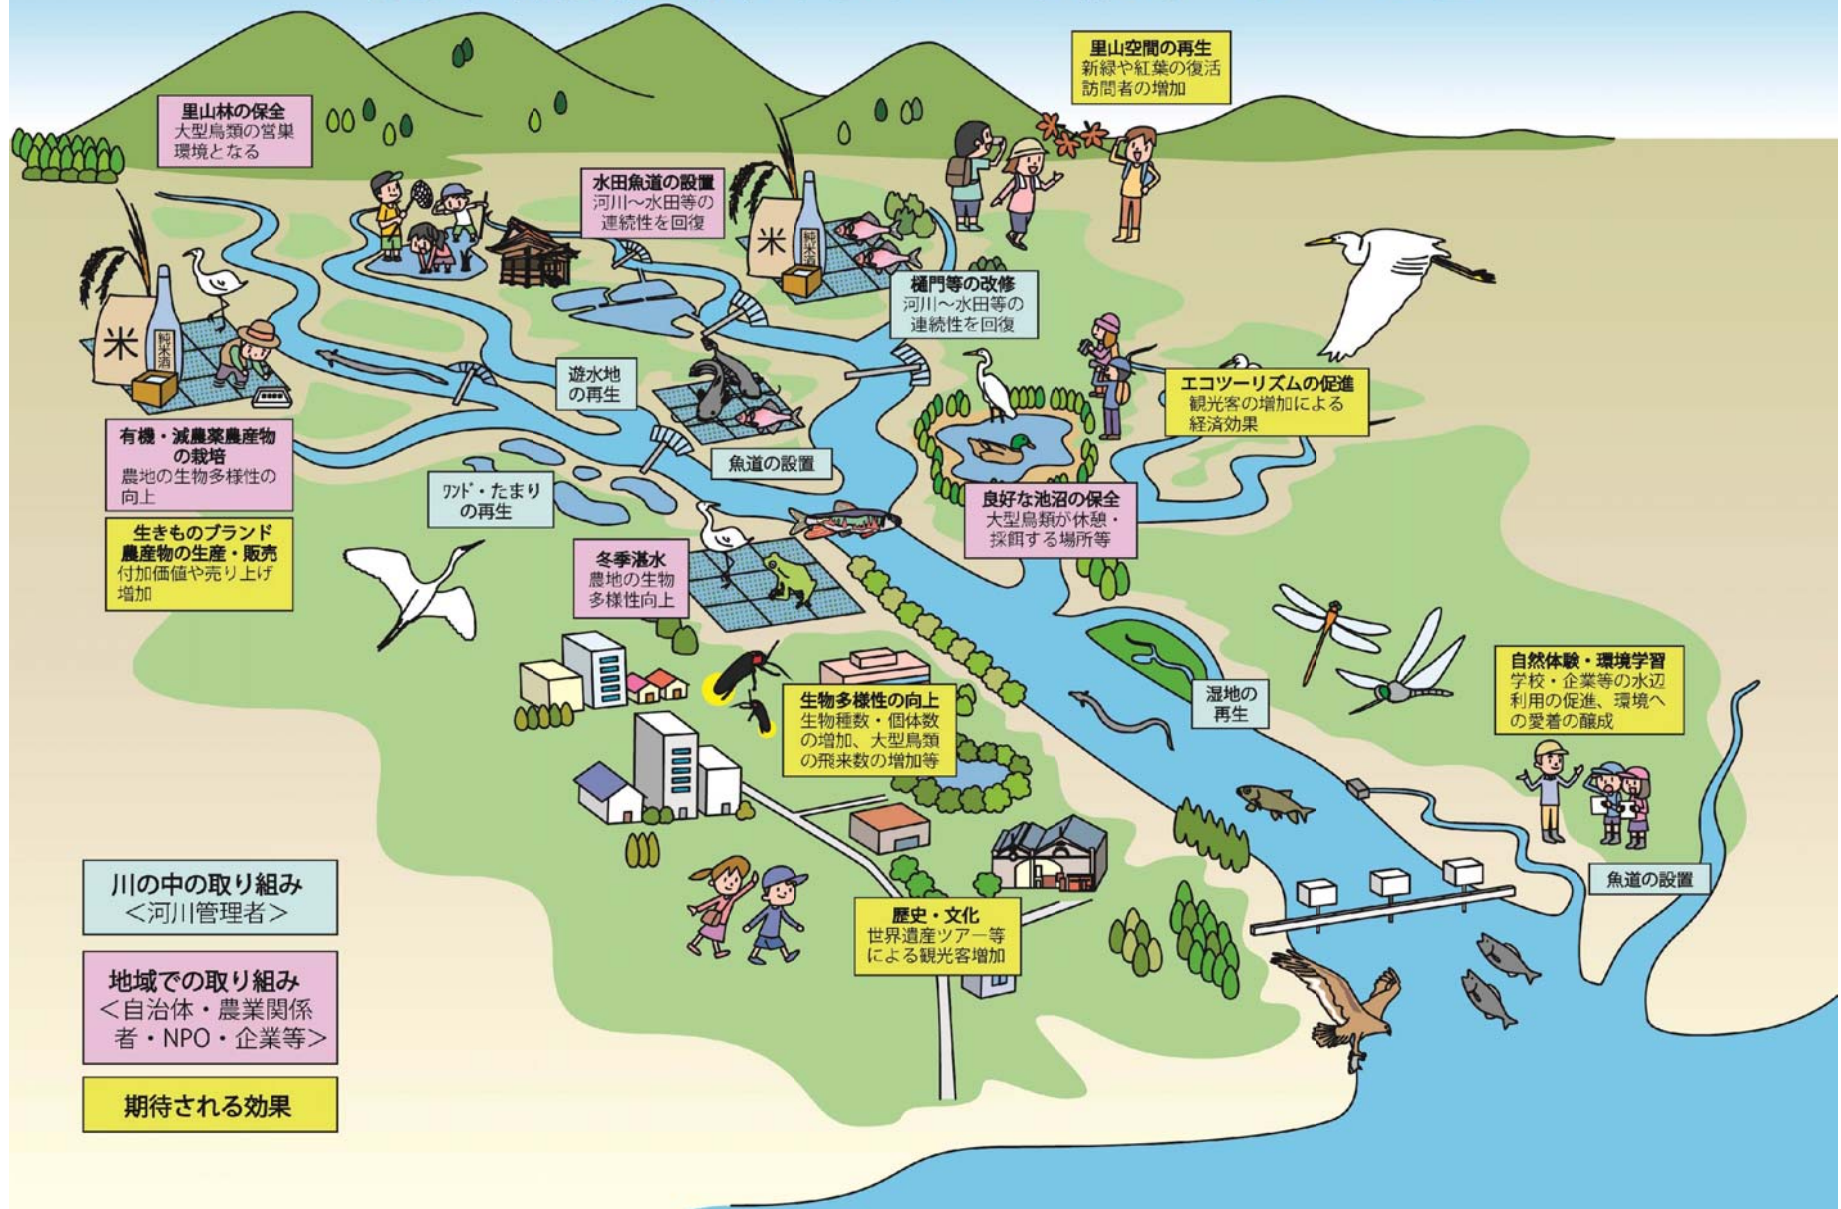 里山空間の再生
新緑や紅葉の復活
訪問者の増加
里山林の保全
大型鳥類の営巣
環境となる
水田魚道の設置
河川～水田等の
連続性を回復
米
純米酒
樋門等の改修
河川～水田等の
連続性を回復
米
純米酒
遊水地
の再生
エコツーリズムの促進
観光客の増加による
経済効果
有機・減農薬農産物
の栽培
農地の生物多様性の
向上
魚道の設置
ﾜﾝﾄﾞ・たまり
の再生
良好な池沼の保全
大型鳥類が休憩・
採餌する場所等
生きものブランド
農産物の生産・販売
付加価値や売り上げ
増加
冬季湛水
農地の生物
多様性向上
生物多様性の向上
生物種数・個体数
の増加、大型鳥類
の飛来数の増加等
湿地の
再生
自然体験・環境学習
学校・企業等の水辺
利用の促進、環境へ
の愛着の醸成
魚道の設置
歴史・文化
世界遺産ツアー等
による観光客増加
川の中の取り組み
＜河川管理者＞
地域での取り組み
＜自治体・農業関係
者・NPO・企業等＞
期待される効果